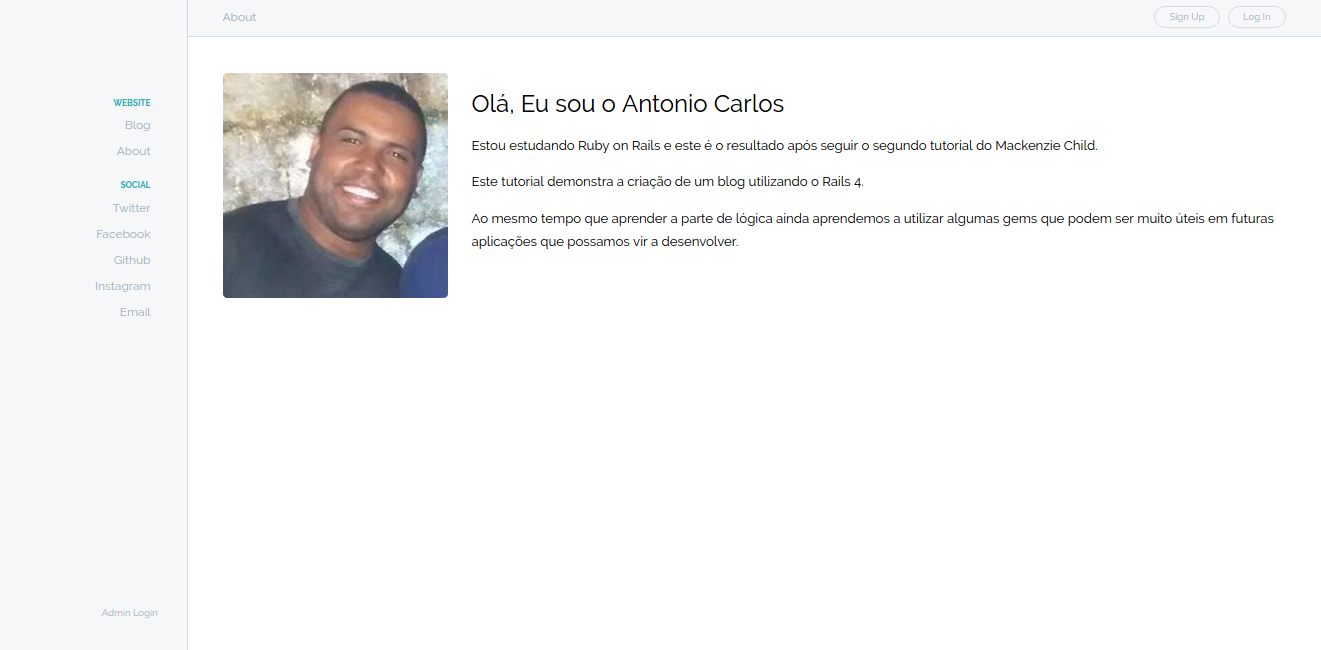 About
Sign Up
Log In
WEBSITE
Blog
About
SOCIAL
Twitter
Facebook
Github
Instagram
Email
Admin Login
Olá, Eu sou o Antonio Carlos
Estou estudando Ruby on Rails e este é o resultado após seguir o segundo tutorial do Mackenzie Child.
Este tutorial demonstra a criação de um blog utilizando o Rails 4.
Ao mesmo tempo que aprender a parte de lógica ainda aprendemos a utilizar algumas gems que podem ser muito úteis em futuras
aplicações que possamos vir a desenvolver.